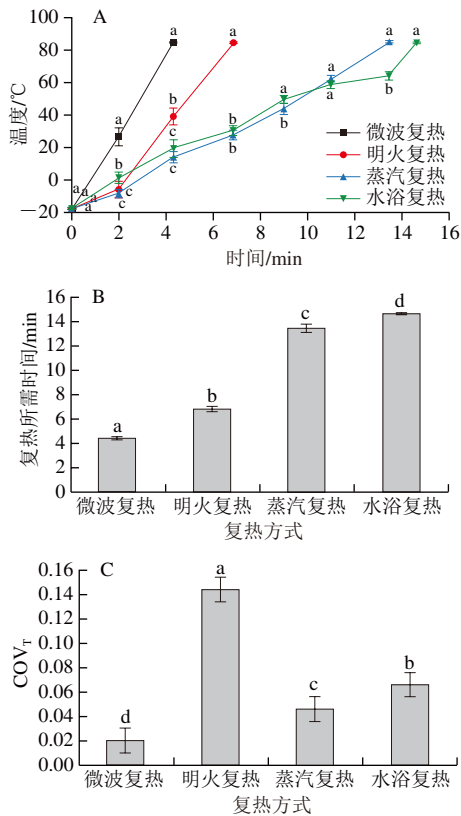 A
100
80
60
40
20
0
—20
温度/℃
a
a
a
a
a
a
b
a
b
c
b
c
c
b
b
a
b
a
a
b
a
a
a
a
c
c
微波复热
明火复热
蒸汽复热
水浴复热
0 2 4 6 8 10 12 14 16
时间/min
B
16
14
12
10
8
6
4
2
0
复热所需时间/min
a
b
c
d
微波复热 明火复热 蒸汽复热 水浴复热
复热方式
C
0.16
0.14
0.12
0.10
0.08
0.06
0.04
0.02
0.00
COV_T
d
a
c
b
微波复热 明火复热 蒸汽复热 水浴复热
复热方式